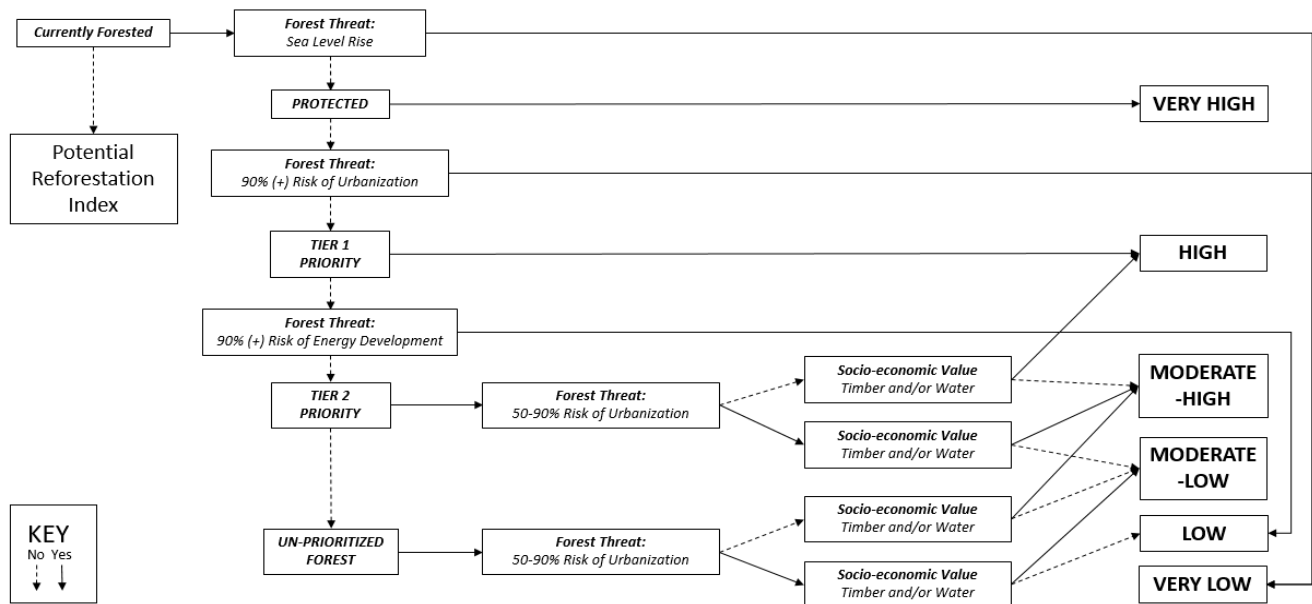 Currently Forested
Forest Threat:
Sea Level Rise
PROTECTED
VERY HIGH
Potential
Reforestation
Index
Forest Threat:
90% (+) Risk of Urbanization
TIER 1
PRIORITY
HIGH
Forest Threat:
90% (+) Risk of Energy Development
TIER 2
PRIORITY
Forest Threat:
50-90% Risk of Urbanization
Socio-economic Value
Timber and/or Water
Socio-economic Value
Timber and/or Water
MODERATE
-HIGH
MODERATE
-LOW
UN-PRIORITIZED
FOREST
Forest Threat:
50-90% Risk of Urbanization
Socio-economic Value
Timber and/or Water
Socio-economic Value
Timber and/or Water
LOW
VERY LOW
KEY
No Yes